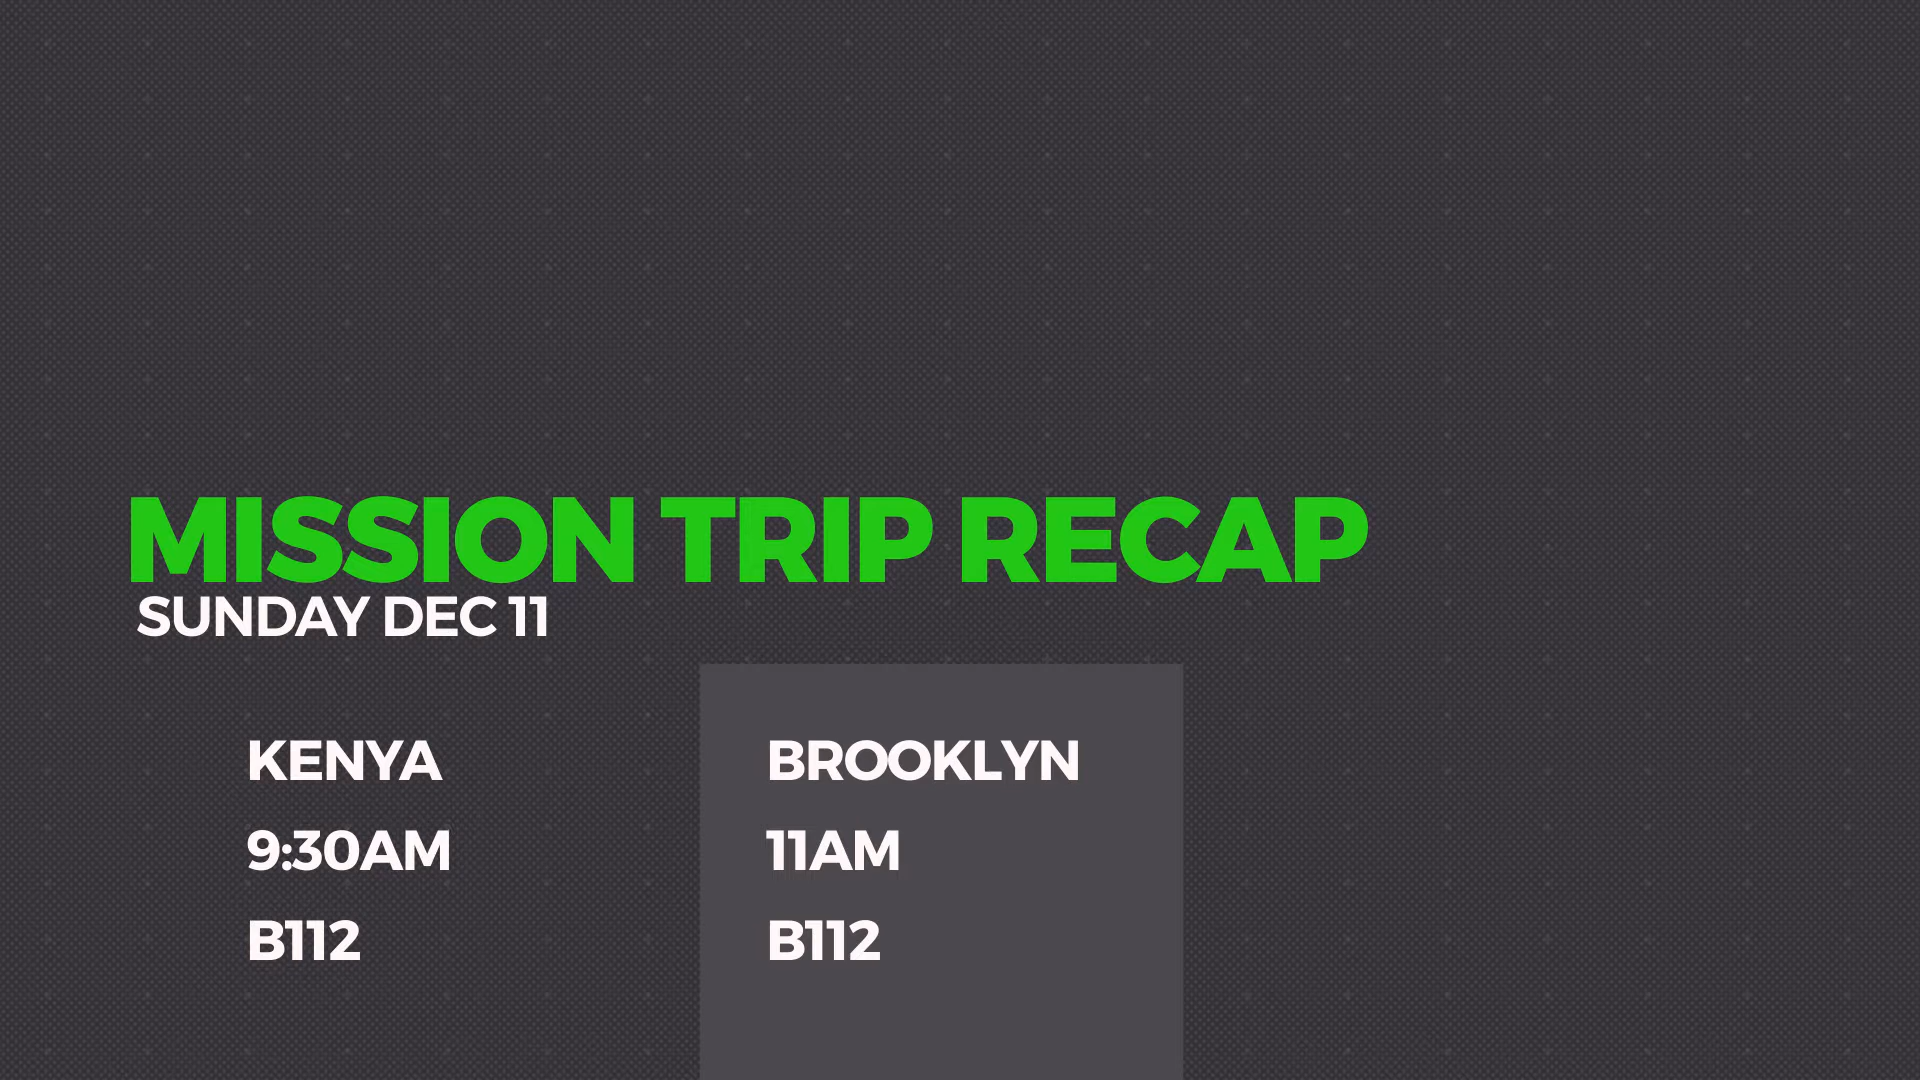 MISSION TRIP RECAP
SUNDAY DEC 11
KENYA
9:30AM
B112
BROOKLYN
11AM
B112